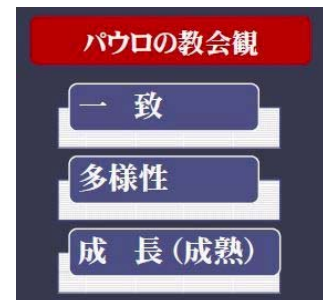 パウロの教会観
一　致
多様性
成　長(成熟)